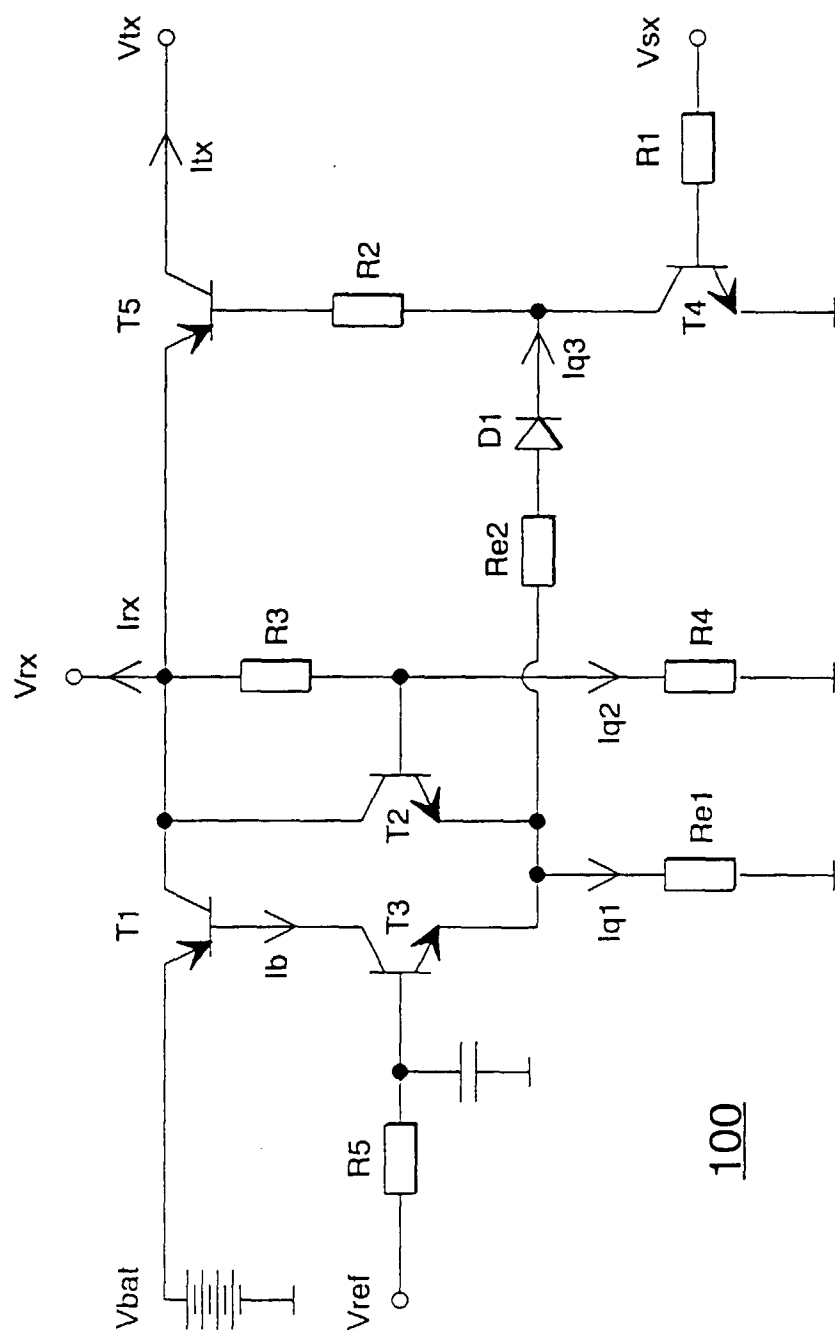 Vbat
T1
Vrx
Irx
T5
Itx
Vtx
Ib
T3
T2
R3
R2
Vref
R5
Re2
D1
Iq3
T4
R1
Vsx
Iq1
Re1
Iq2
R4
100